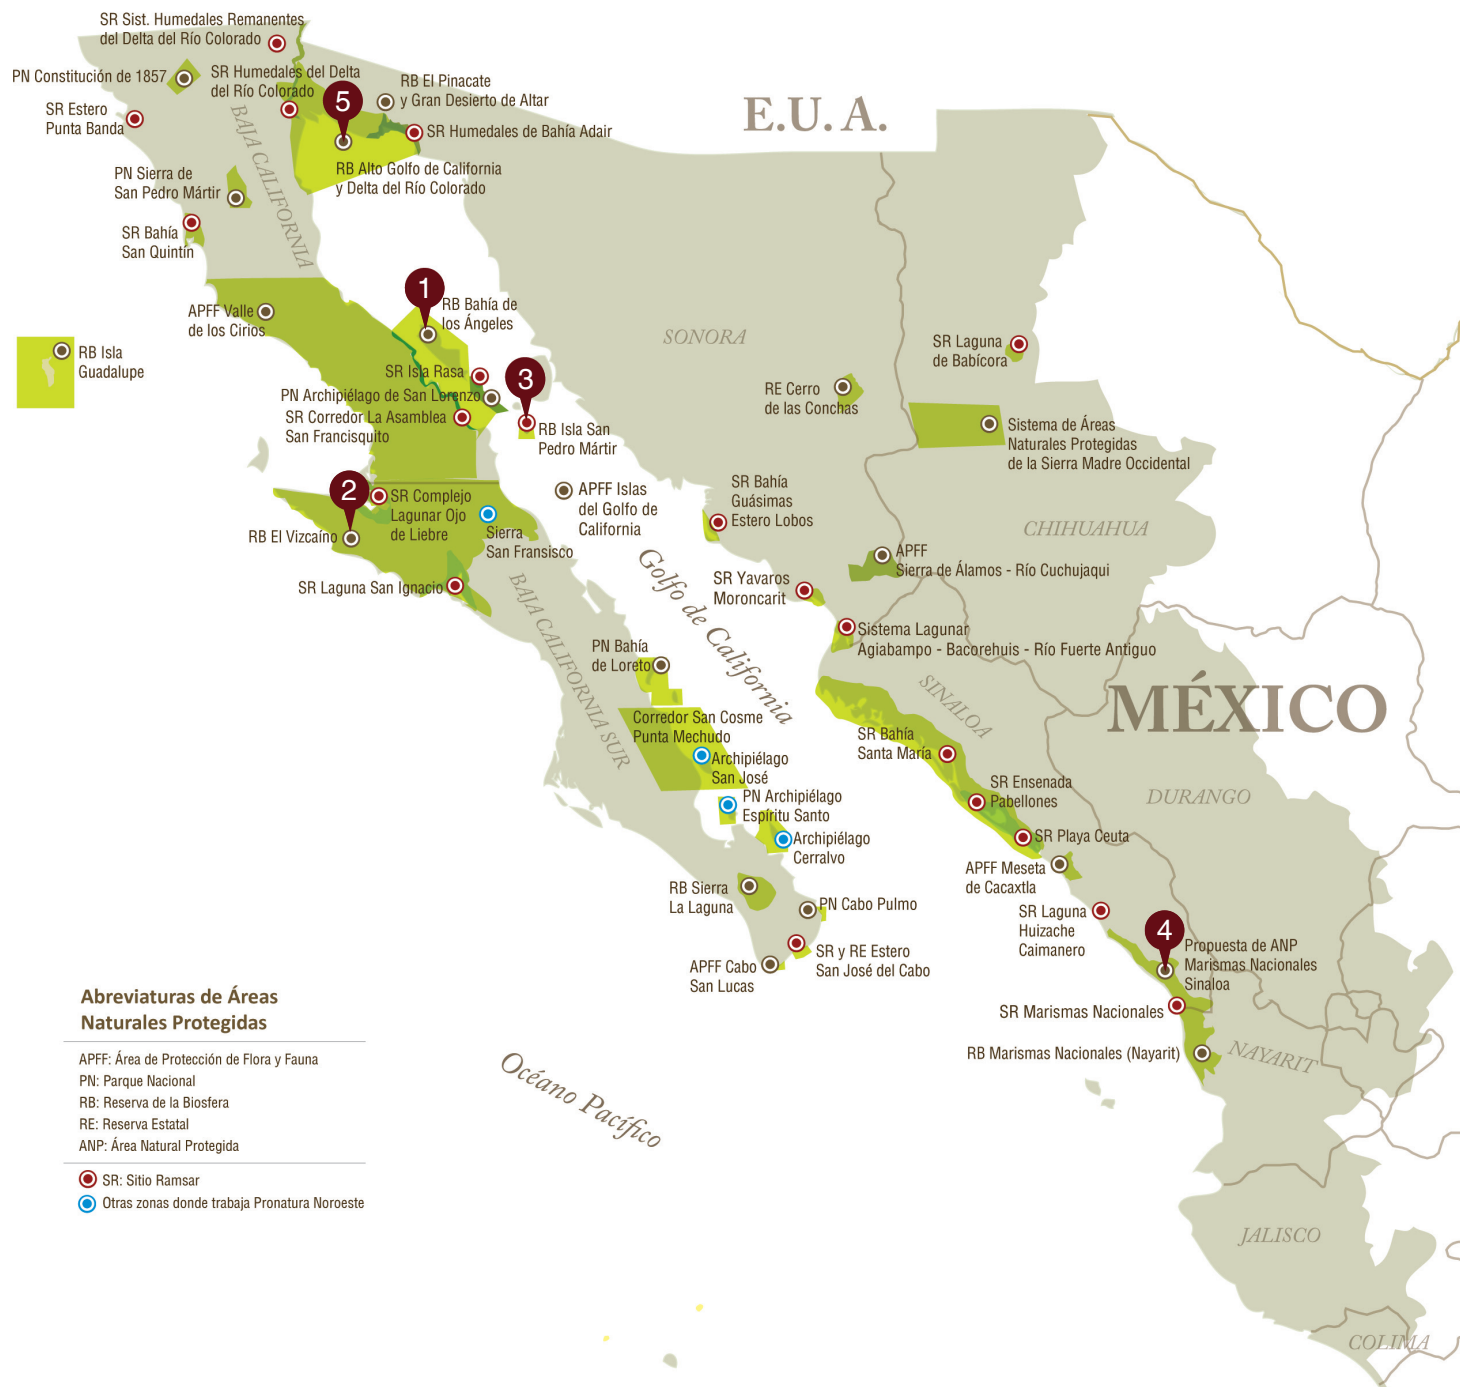 SR Sist. Humedales Remanentes
del Delta del Río Colorado
PN Constitución de 1857
SR Humedales del Delta
del Río Colorado
SR Estero
Punta Banda
5
RB El Pinacate
y Gran Desierto de Altar
SR Humedales de Bahía Adair
RB Alto Golfo de California
y Delta del Río Colorado
E.U. A.
BAJA CALIFORNIA
PN Sierra de
San Pedro Mártir
SR Bahía
San Quintín
APFF Valle
de los Cirios
RB Isla
Guadalupe
1
RB Bahía de
los Ángeles
SR Isla Rasa
3
PN Archipiélago de San Lorenzo
SR Corredor La Asamblea
San Francisquito
RB Isla San
Pedro Mártir
SONORA
SR Laguna
de Babícora
RE Cerro
de las Conchas
Sistema de Áreas
Naturales Protegidas
de la Sierra Madre Occidental
2
SR Complejo
Lagunar Ojo
de Liebre
RB El Vizcaíno
Sierra
San Fransisco
SR Laguna San Ignacio
APFF Islas
del Golfo de
California
SR Bahía
Guásimas
Estero Lobos
CHIHUAHUA
APFF
Sierra de Álamos - Río Cuchujaqui
SR Yavaros
Moroncarit
Sistema Lagunar
Agiabampo - Bacorehuis - Río Fuerte Antiguo
Golfo de California
BAJA CALIFORNIA SUR
PN Bahía
de Loreto
Corredor San Cosme
Punta Mechudo
Archipiélago
San José
PN Archipiélago
Espíritu Santo
Archipiélago
Cerralvo
SINALOA
MÉXICO
SR Bahía
Santa María
SR Ensenada
Pabellones
DURANGO
SR Playa Ceuta
APFF Meseta
de Cacaxtla
RB Sierra
La Laguna
PN Cabo Pulmo
SR y RE Estero
San José del Cabo
APFF Cabo
San Lucas
SR Laguna
Huizache
Caimanero
4
Propuesta de ANP
Marismas Nacionales
Sinaloa
SR Marismas Nacionales
RB Marismas Nacionales (Nayarit)
NAYARIT
Océano Pacífico
JALISCO
COLIMA
Abreviaturas de Áreas
Naturales Protegidas
APFF: Área de Protección de Flora y Fauna
PN: Parque Nacional
RB: Reserva de la Biosfera
RE: Reserva Estatal
ANP: Área Natural Protegida
SR: Sitio Ramsar
Otras zonas donde trabaja Pronatura Noroeste